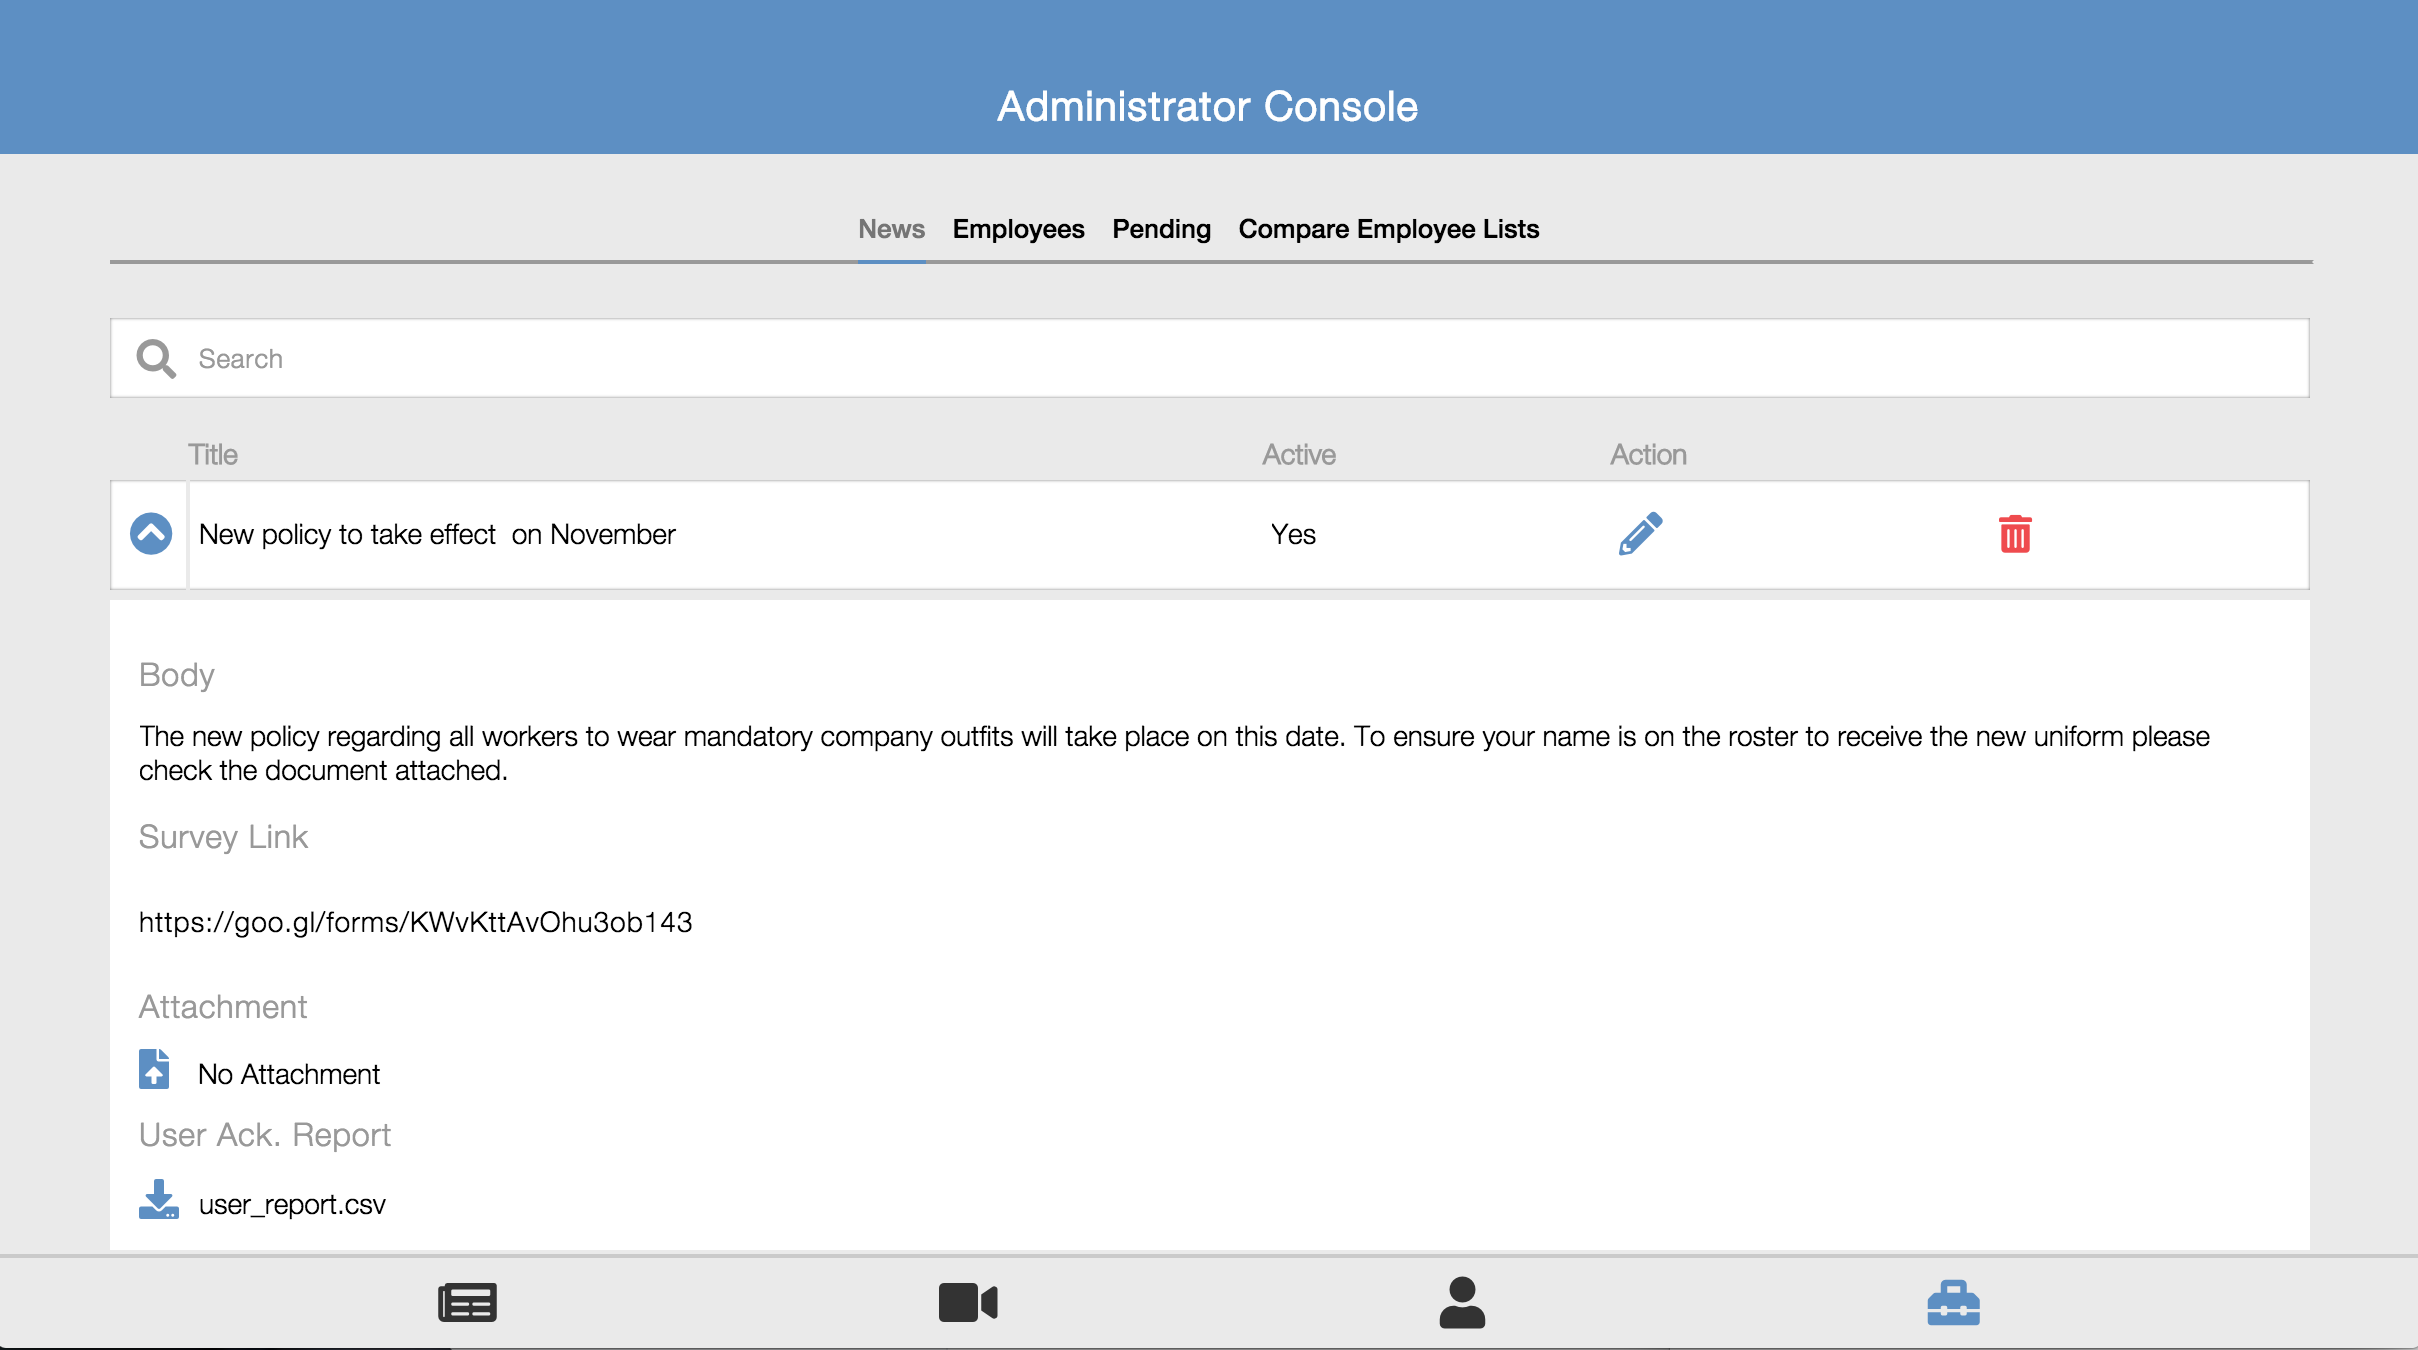 Administrator Console
News Employees Pending Compare Employee Lists
Search
Title Active Action
New policy to take effect  on November Yes
Body
The new policy regarding all workers to wear mandatory company outfits will take place on this date. To ensure your name is on the roster to receive the new uniform please
check the document attached.
Survey Link
https://goo.gl/forms/KWvKttAvOhu3ob143
Attachment
No Attachment
User Ack. Report
user_report.csv